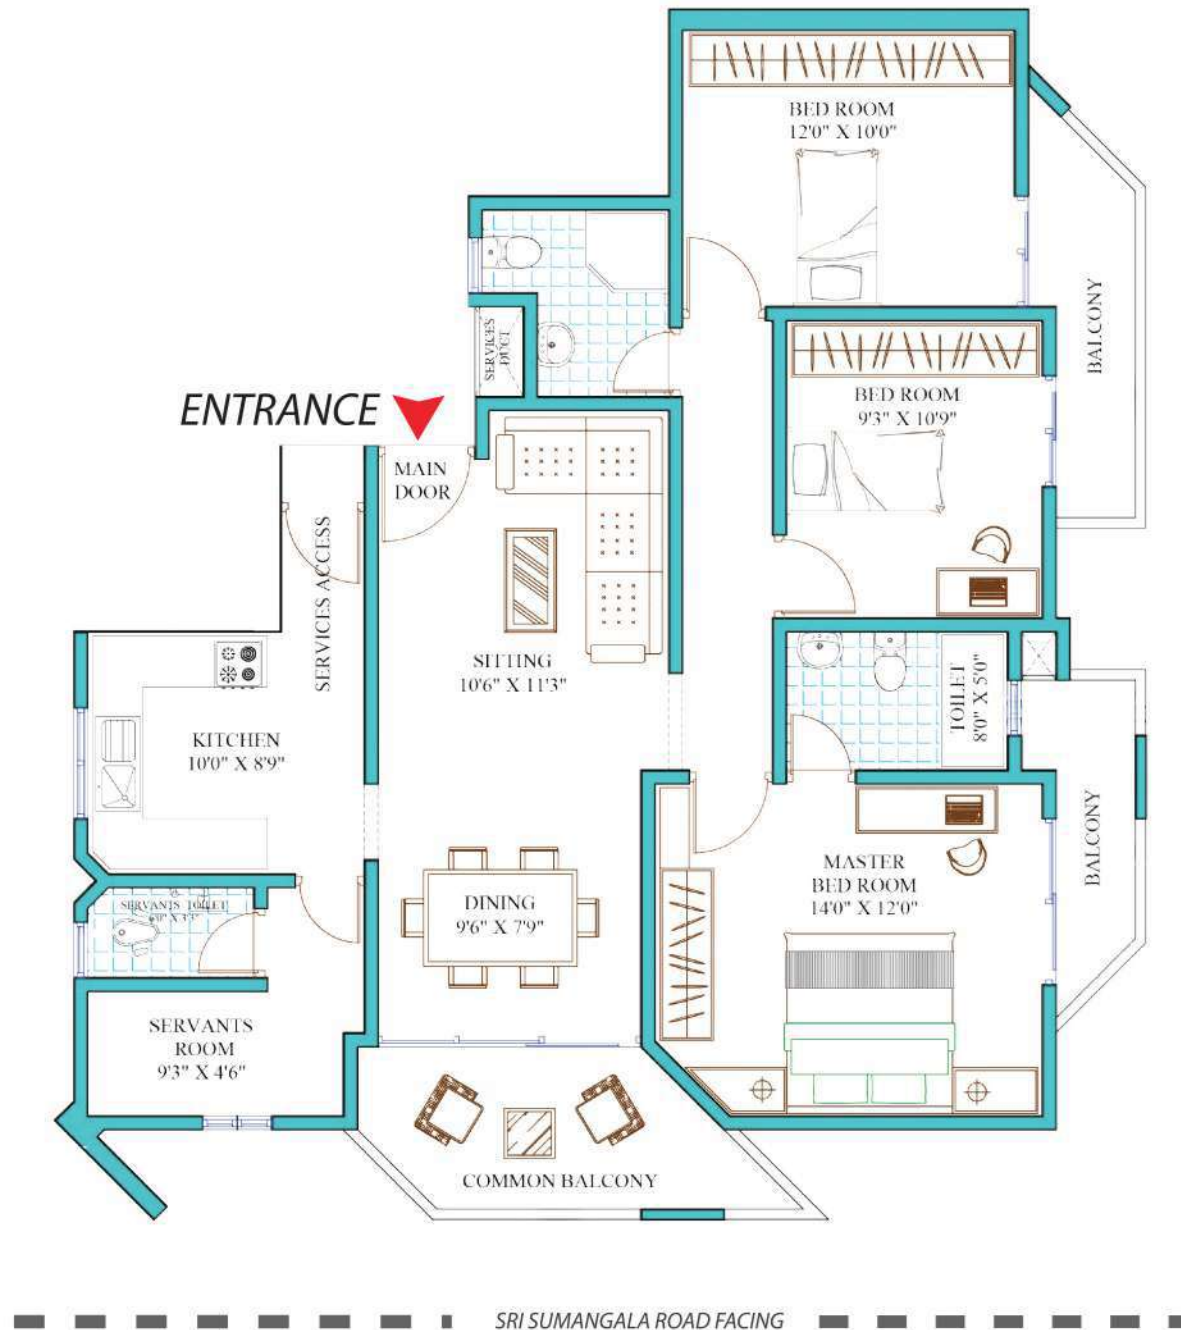 BED ROOM
12'0" X 10'0"
BALCONY
SERVICES
DUCT
BED ROOM
9'3" X 10'9"
ENTRANCE
MAIN
DOOR
SERVICES ACCESS
SITTING
10'6" X 11'3"
TOILET
8'0" X 5'0"
KITCHEN
10'0" X 8'9"
BALCONY
MASTER
BED ROOM
14'0" X 12'0"
SERVANTS TOILET
DINING
9'6" X 7'9"
SERVANTS
ROOM
9'3" X 4'6"
COMMON BALCONY
SRI SUMANGALA ROAD FACING